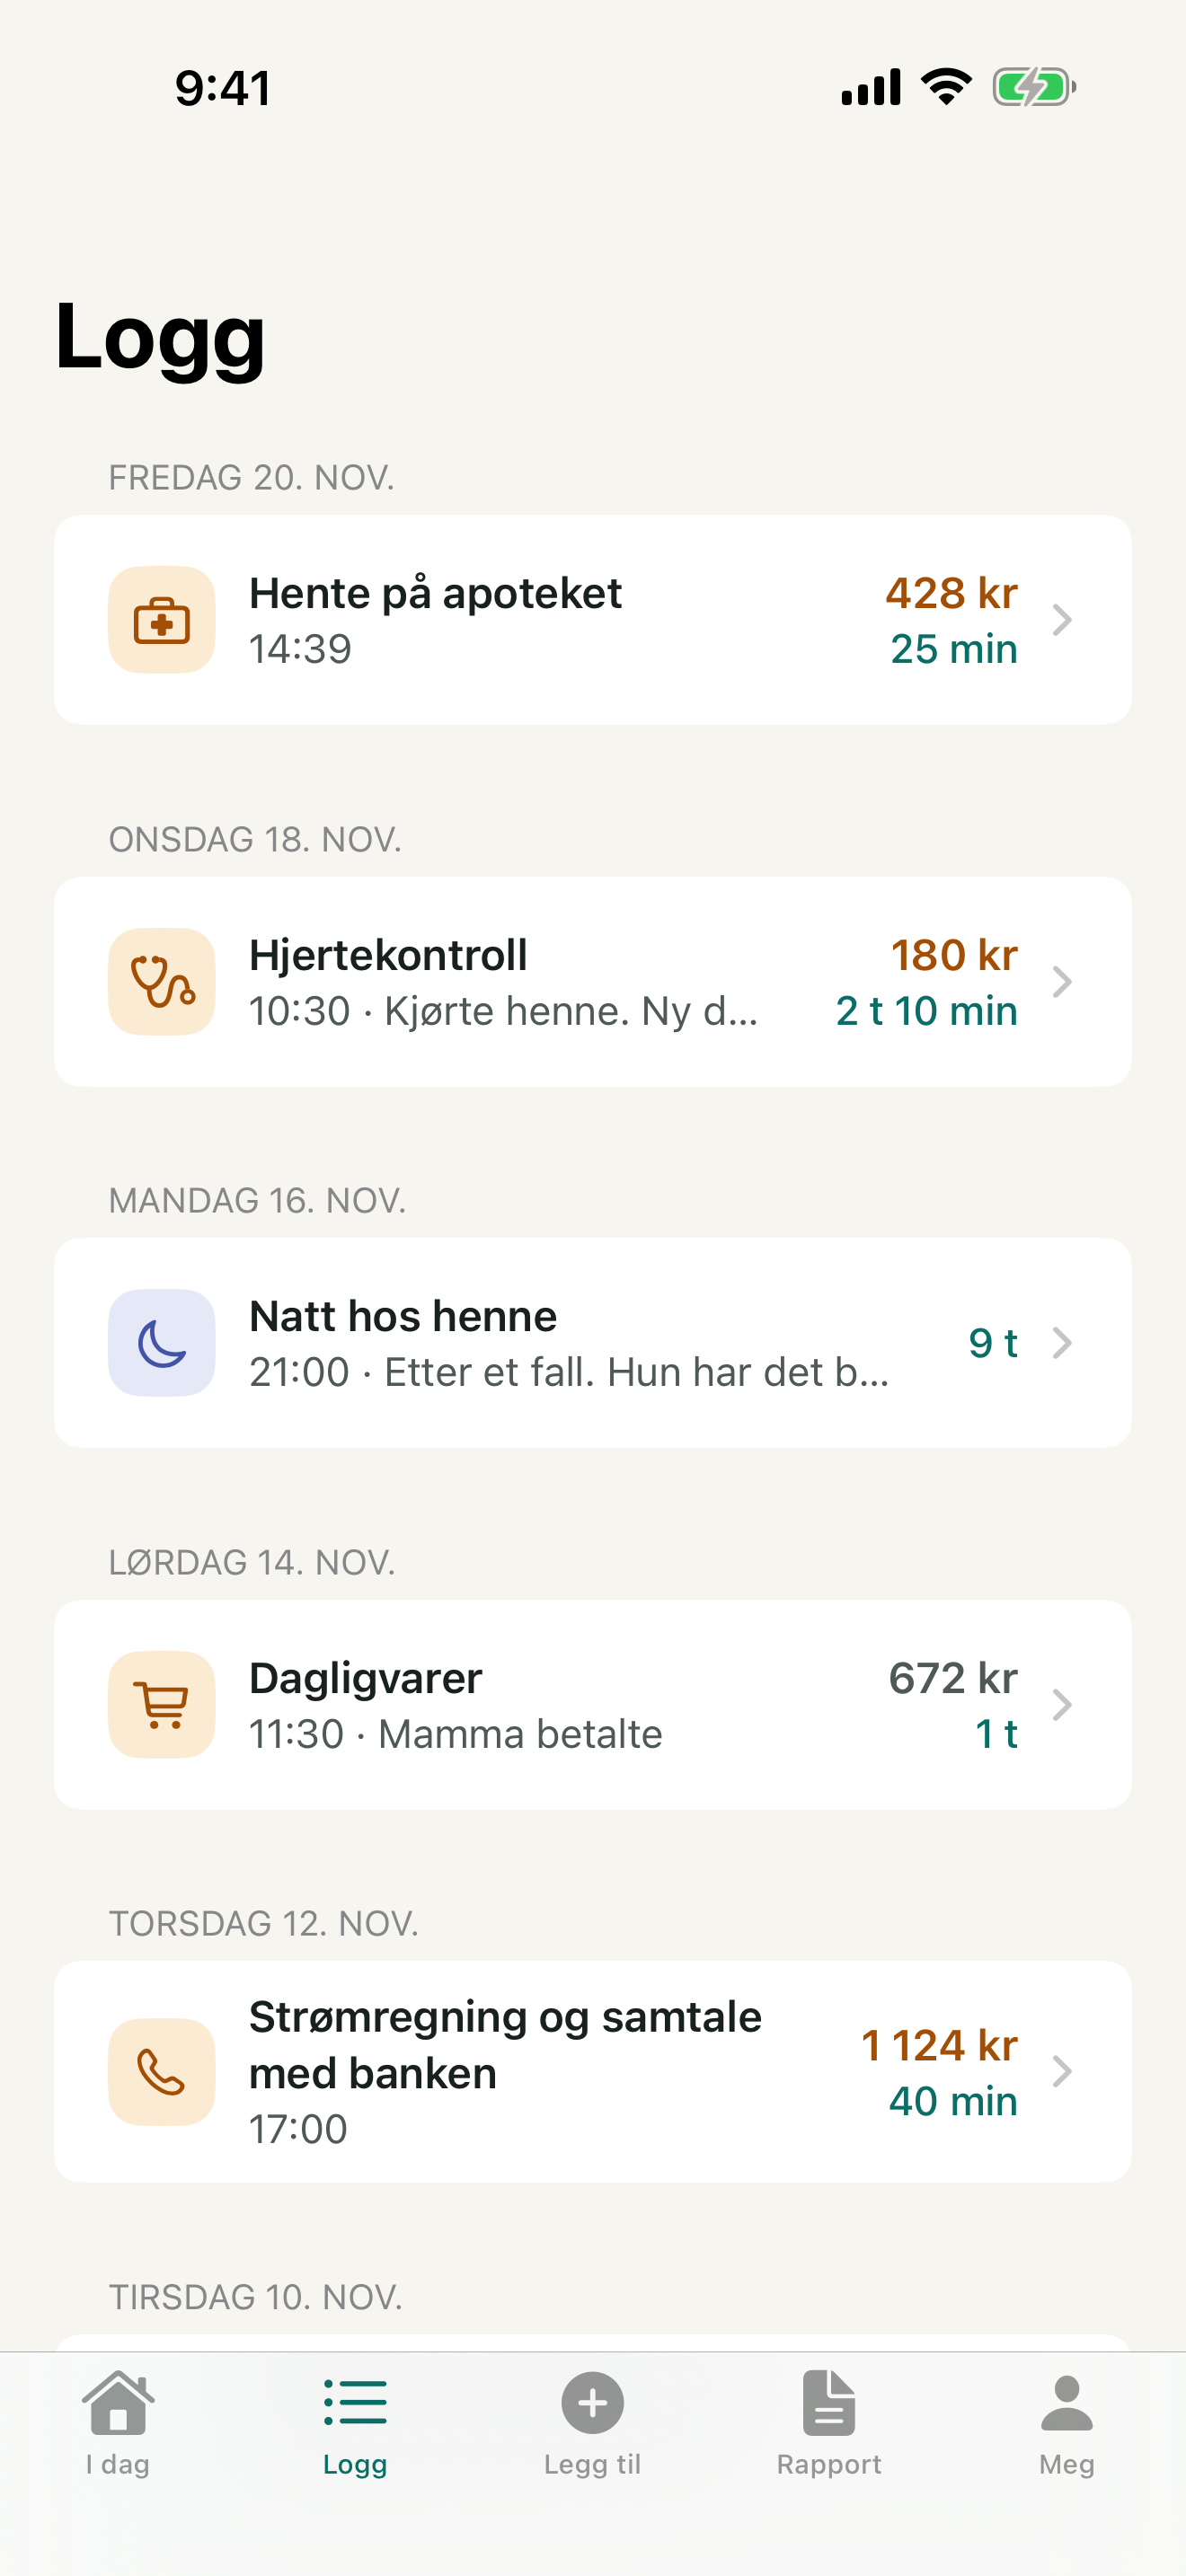 9:41
Logg
FREDAG 20. NOV.
Hente på apoteket
14:39
428 kr
25 min
ONSDAG 18. NOV.
Hjertekontroll
10:30 · Kjørte henne. Ny d...
180 kr
2 t 10 min
MANDAG 16. NOV.
Natt hos henne
21:00 · Etter et fall. Hun har det b...
9 t
LØRDAG 14. NOV.
Dagligvarer
11:30 · Mamma betalte
672 kr
1 t
TORSDAG 12. NOV.
Strømregning og samtale
med banken
17:00
1 124 kr
40 min
TIRSDAG 10. NOV.
I dag
Logg
Legg til
Rapport
Meg